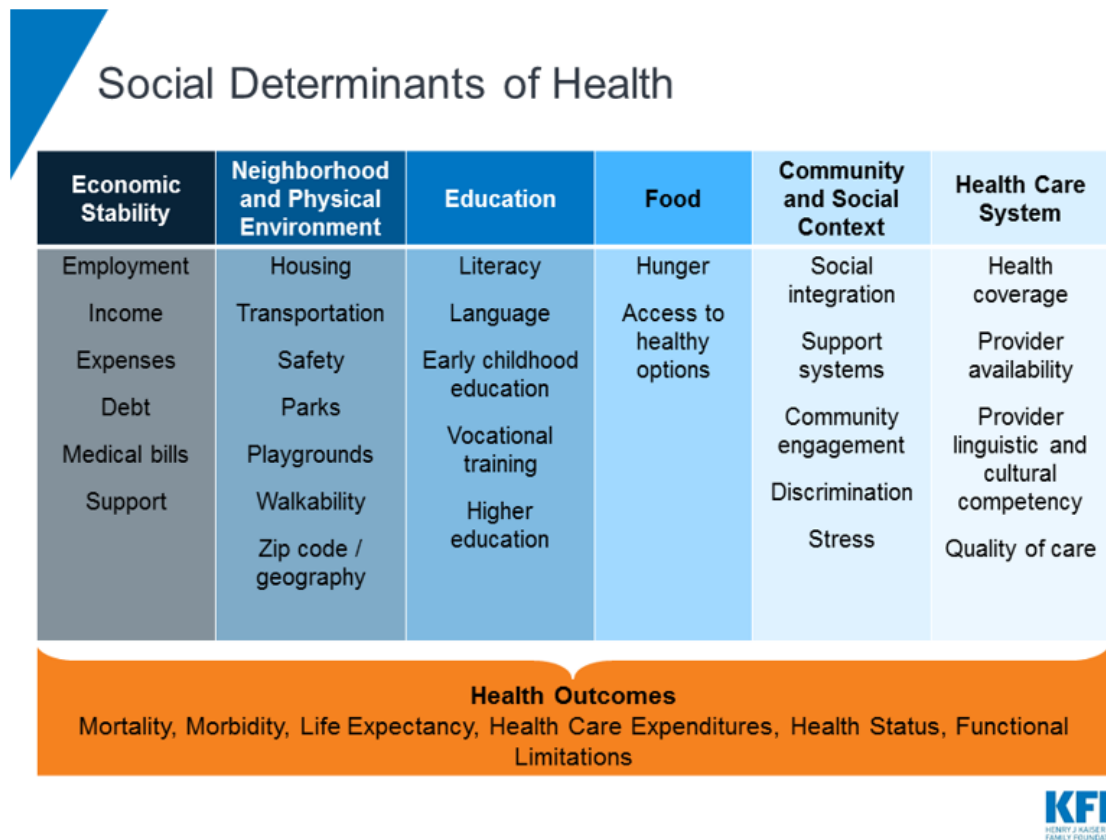 Social Determinants of Health
Economic
Stability
Neighborhood
and Physical
Environment
Education
Food
Community
and Social
Context
Health Care
System
Employment
Income
Expenses
Debt
Medical bills
Support
Housing
Transportation
Safety
Parks
Playgrounds
Walkability
Zip code /
geography
Literacy
Language
Early childhood
education
Vocational
training
Higher
education
Hunger
Access to
healthy
options
Social
integration
Support
systems
Community
engagement
Discrimination
Stress
Health
coverage
Provider
availability
Provider
linguistic and
cultural
competency
Quality of care
Health Outcomes
Mortality, Morbidity, Life Expectancy, Health Care Expenditures, Health Status, Functional
Limitations
HENRY J KAISER
FAMILY